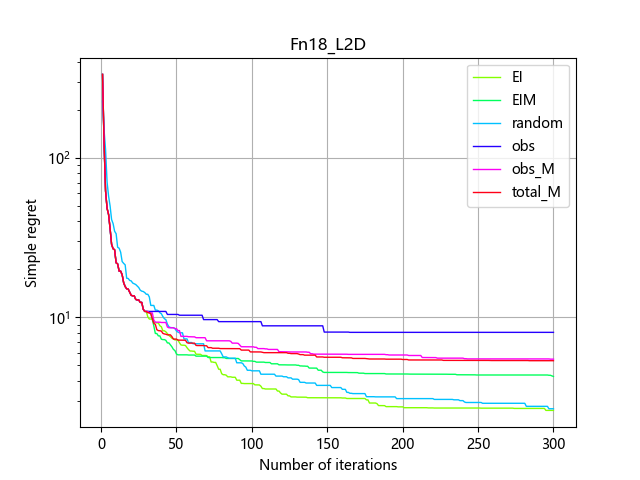 Fn18_L2D
Simple regret
10²
10¹
EI
EIM
random
obs
obs_M
total_M
0 50 100 150 200 250 300
Number of iterations